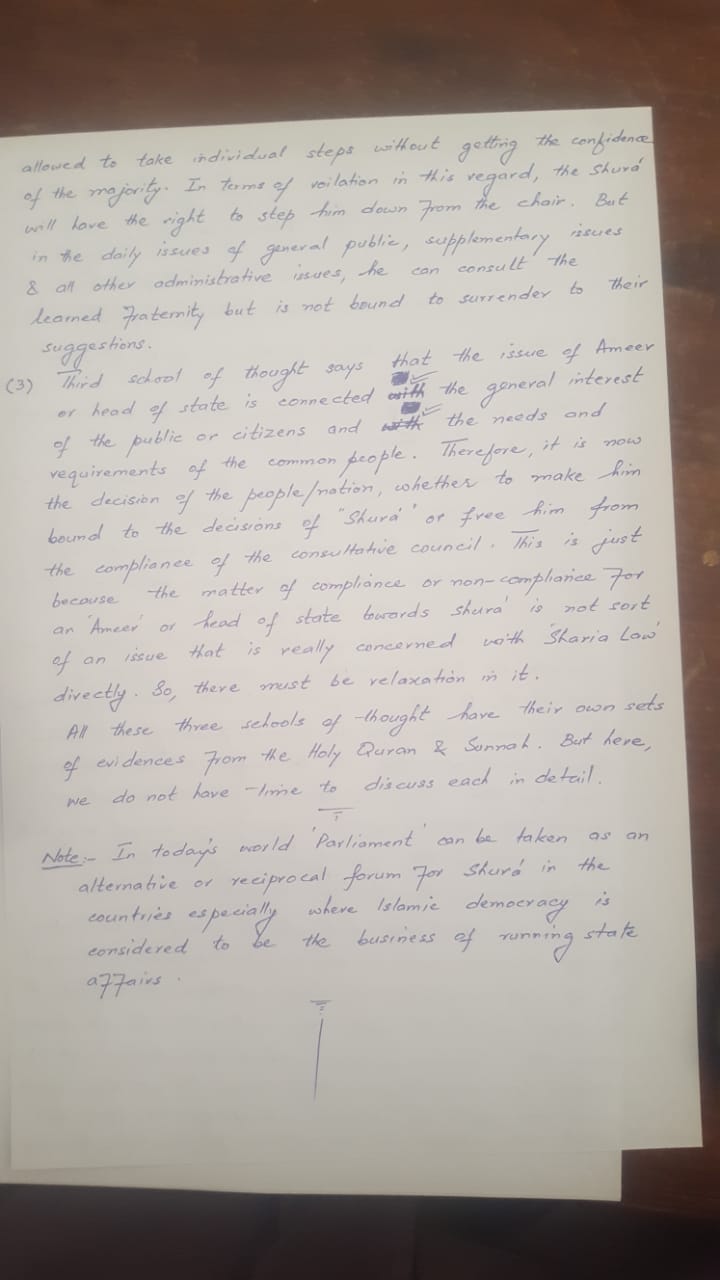 allowed to take individual steps without getting the confidence
of the majority. In terms of voilation in this regard, the Shurá
will have the right to step him down from the chair. But
in the daily issues of general public, supplementary issues
& all other administrative issues, he can consult the
learned fraternity but is not bound to surrender to their
suggestions.
(3) Third school of thought says that the issue of Ameer
or head of state is connected with the general interest
of the public or citizens and with the needs and
requirements of the common people. Therefore, it is now
the decision of the people/nation, whether to make him
bound to the decisions of "Shurá" or free him from
the compliance of the consultative council. This is just
because the matter of compliance or non-compliance for
an 'Ameer' or head of state towards shurá is not sort
of an issue that is really concerned with 'Sharia Law'
directly. So, there must be relaxation in it.
All these three schools of thought have their own sets
of evidences from the Holy Quran & Sunnah. But here,
we do not have time to discuss each in detail.
Note:- In today's world 'Parliament' can be taken as an
alternative or reciprocal forum for Shurá in the
countries especially where Islamic democracy is
considered to be the business of running state
affairs.